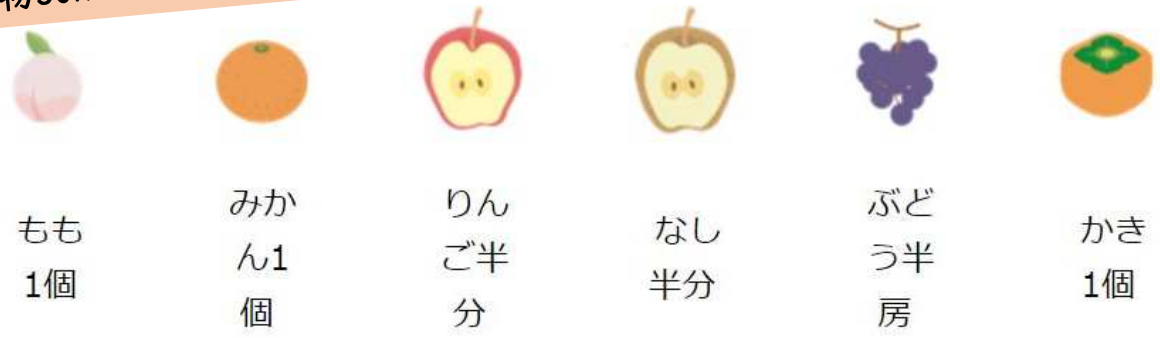 もも
1個
みか
ん1
個
りん
ご半
分
なし
半分
ぶど
う半
房
かき
1個